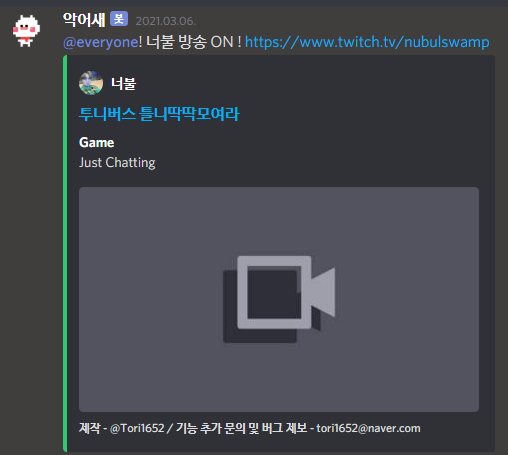 악어새 봇 2021.03.06.
@everyone! 너불 방송 ON ! https://www.twitch.tv/nubulswamp
너불
투니버스 틀니딱딱모여라
Game
Just Chatting
제작 - @Tori1652 / 기능 추가 문의 및 버그 제보 - tori1652@naver.com